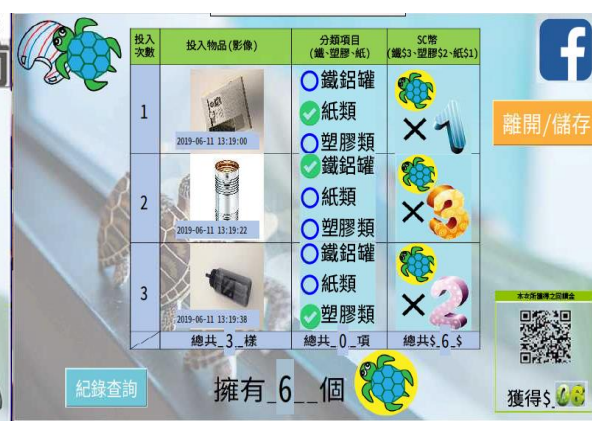 投入次數
投入物品(影像)
分類項目(鐵、塑膠、紙)
SC幣(鐵$3、塑膠$2、紙$1)
1
2019-06-11 13:19:00
鐵鋁罐
紙類
塑膠類
×1
2
2019-06-11 13:19:22
鐵鋁罐
紙類
塑膠類
×3
3
2019-06-11 13:19:38
鐵鋁罐
紙類
塑膠類
×2
總共_3_樣
總共_0_項
總共$_6_$
離開/儲存
紀錄查詢
擁有_6__個
獲得$_06